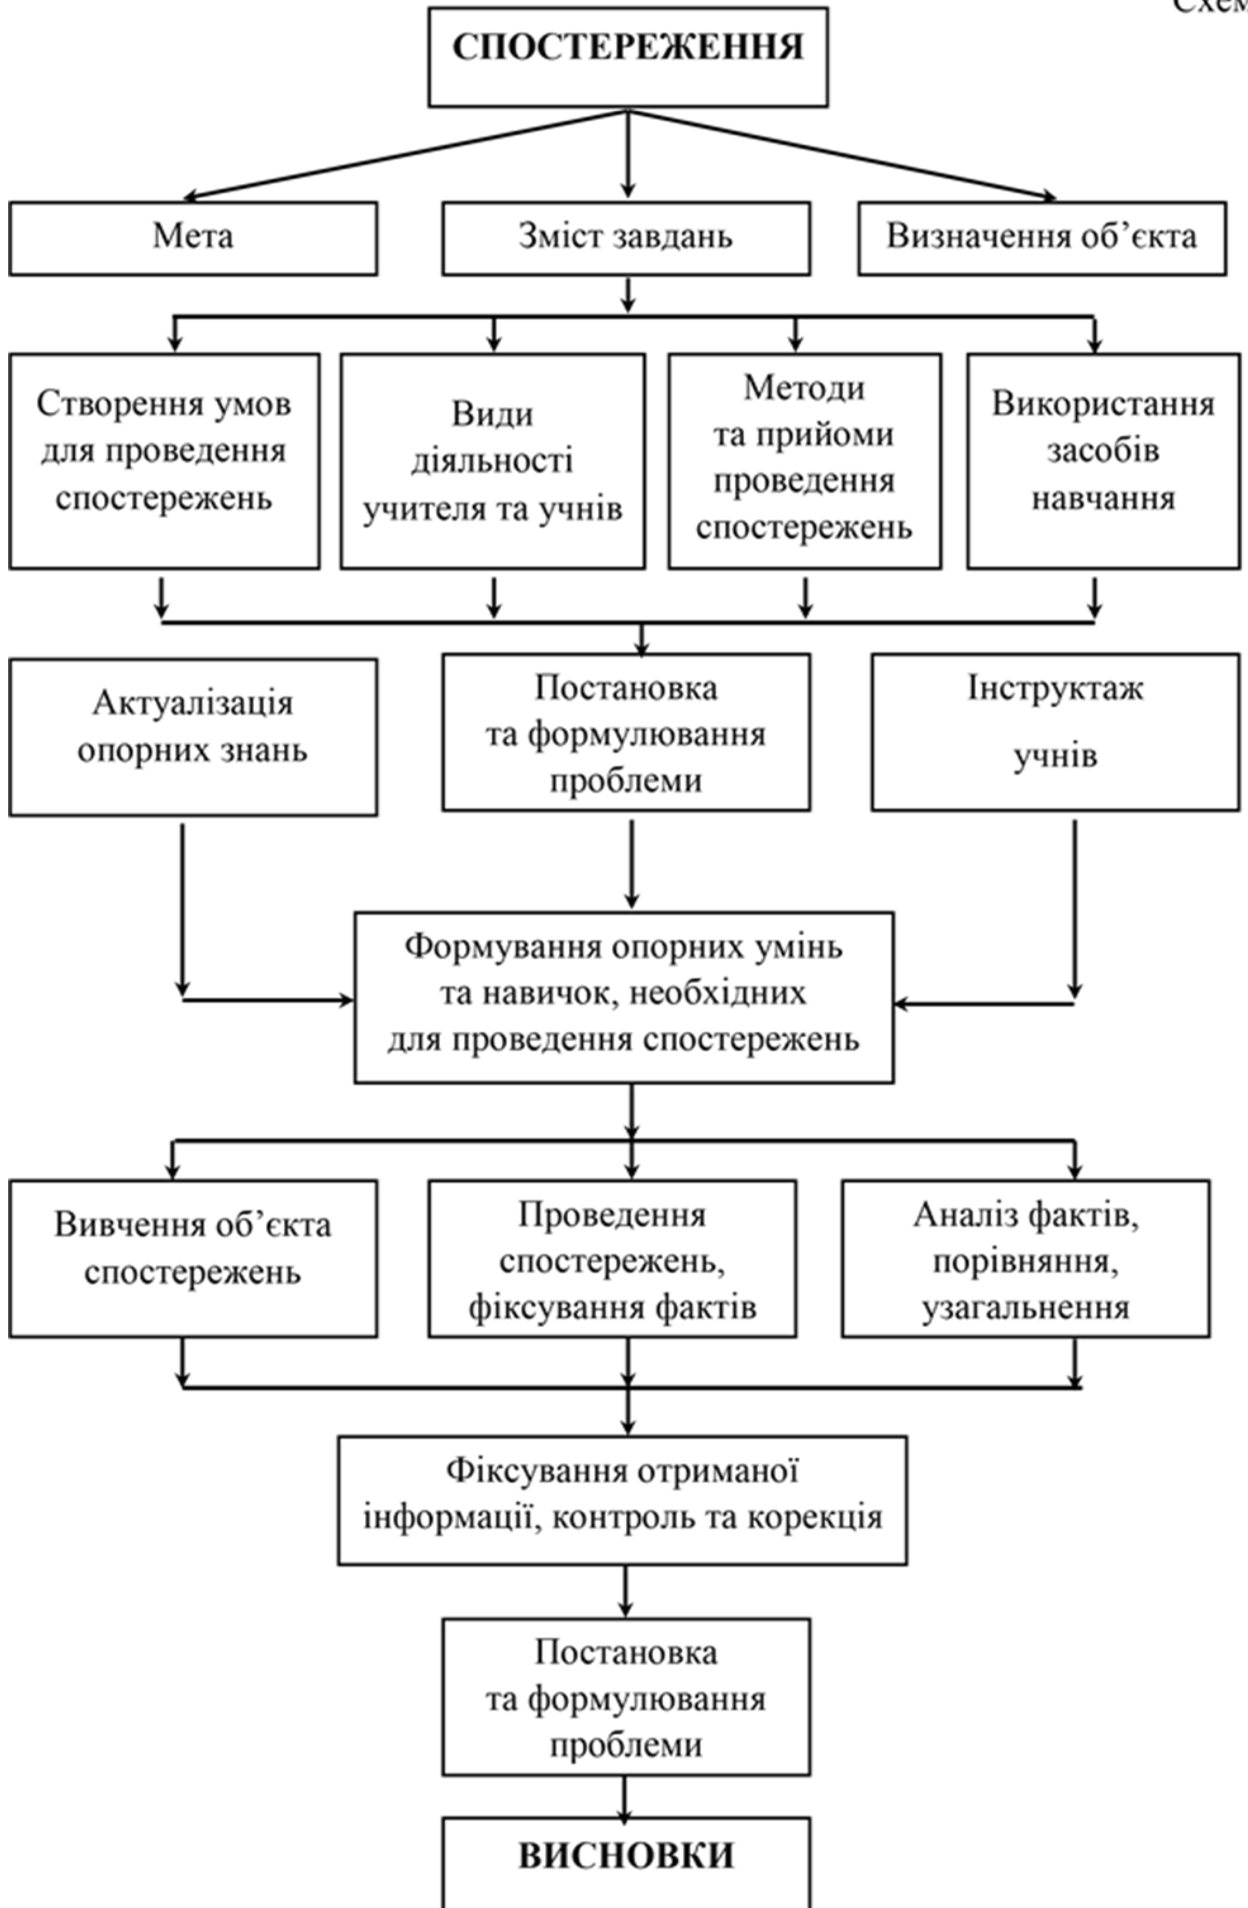 Схем
СПОСТЕРЕЖЕННЯ
Мета
Зміст завдань
Визначення об’єкта
Створення умов
для проведення
спостережень
Види
діяльності
учителя та учнів
Методи
та прийоми
проведення
спостережень
Використання
засобів
навчання
Актуалізація
опорних знань
Постановка
та формулювання
проблеми
Інструктаж
учнів
Формування опорних умінь
та навичок, необхідних
для проведення спостережень
Вивчення об’єкта
спостережень
Проведення
спостережень,
фіксування фактів
Аналіз фактів,
порівняння,
узагальнення
Фіксування отриманої
інформації, контроль та корекція
Постановка
та формулювання
проблеми
ВИСНОВКИ